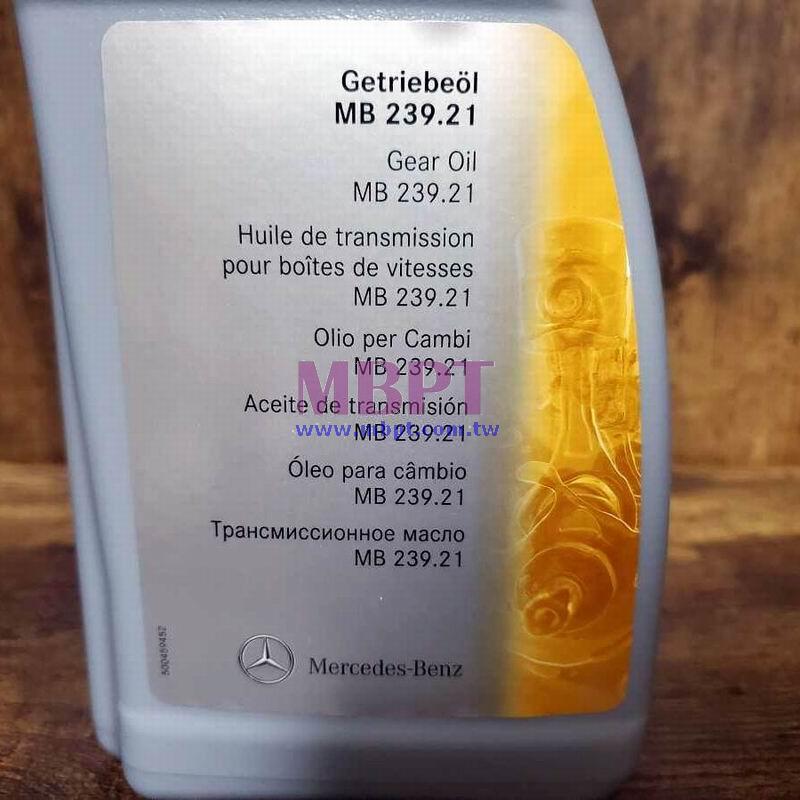 Getriebeöl
MB 239.21
Gear Oil
MB 239.21
Huile de transmission
pour boîtes de vitesses
MB 239.21
Olio per Cambi
MB 239.21
MBPT
Aceite de transmisión
www.mbpt.com.tw
MB 239.21
Óleo para câmbio
MB 239.21
Трансмиссионное масло
MB 239.21
500459452
Mercedes-Benz